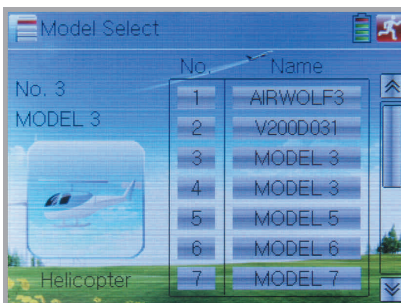 Model Select
No. 3
MODEL 3
Helicopter
No. Name
1 AIRWOLF3
2 V200D031
3 MODEL 3
4 MODEL 3
5 MODEL 5
6 MODEL 6
7 MODEL 7